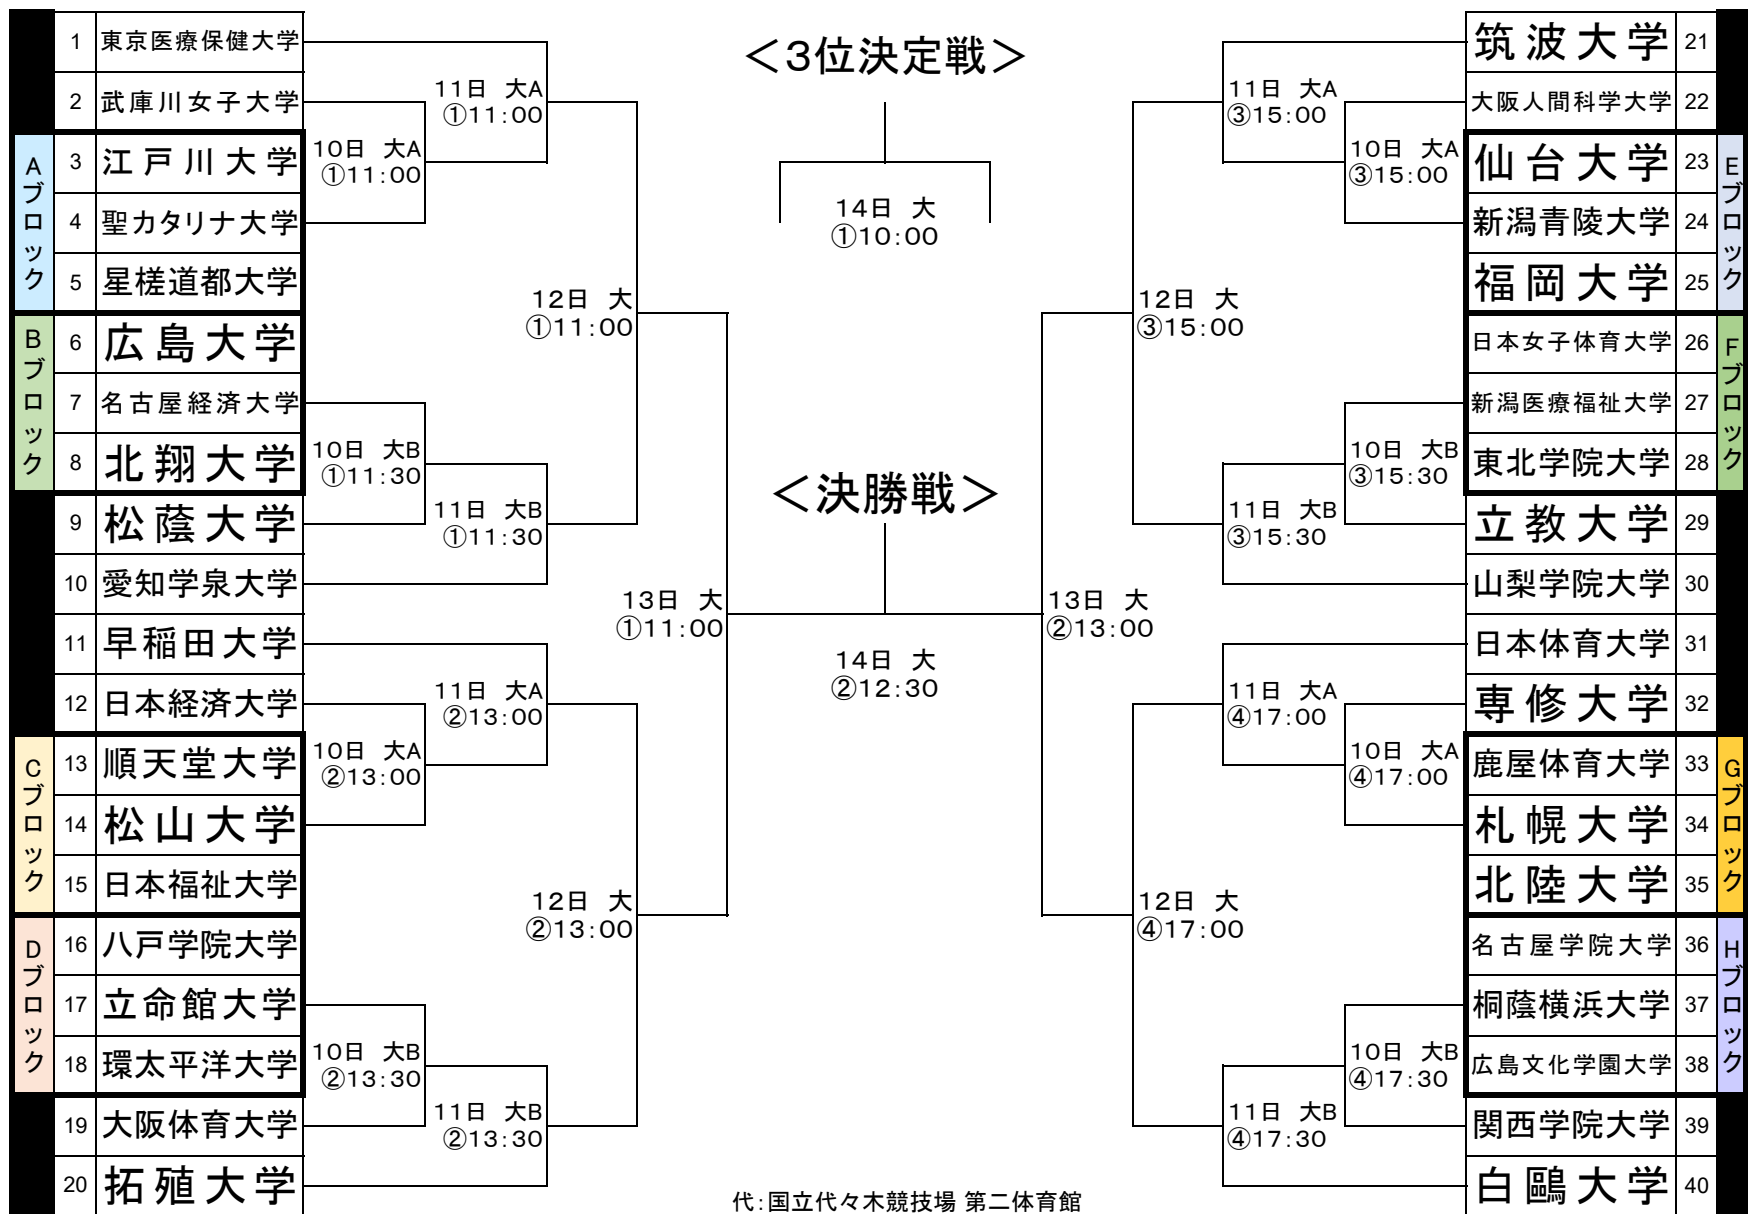 1 東京医療保健大学
2 武庫川女子大学
Aブロック
3 江戸川大学
4 聖カタリナ大学
5 星槎道都大学
Bブロック
6 広島大学
7 名古屋経済大学
8 北翔大学
9 松蔭大学
10 愛知学泉大学
11 早稲田大学
12 日本経済大学
Cブロック
13 順天堂大学
14 松山大学
15 日本福祉大学
Dブロック
16 八戸学院大学
17 立命館大学
18 環太平洋大学
19 大阪体育大学
20 拓殖大学
10日 大A
①11:00
10日 大B
①11:30
10日 大A
②13:00
10日 大B
②13:30
11日 大A
①11:00
11日 大B
①11:30
11日 大A
②13:00
11日 大B
②13:30
12日 大
①11:00
12日 大
②13:00
13日 大
①11:00
<3位決定戦>
14日 大
①10:00
<決勝戦>
14日 大
②12:30
13日 大
②13:00
12日 大
③15:00
12日 大
④17:00
11日 大A
③15:00
11日 大B
③15:30
11日 大A
④17:00
11日 大B
④17:30
10日 大A
③15:00
10日 大B
③15:30
10日 大A
④17:00
10日 大B
④17:30
筑波大学 21
大阪人間科学大学 22
Eブロック
仙台大学 23
新潟青陵大学 24
福岡大学 25
Fブロック
日本女子体育大学 26
新潟医療福祉大学 27
東北学院大学 28
立教大学 29
山梨学院大学 30
日本体育大学 31
専修大学 32
Gブロック
鹿屋体育大学 33
札幌大学 34
北陸大学 35
Hブロック
名古屋学院大学 36
桐蔭横浜大学 37
広島文化学園大学 38
関西学院大学 39
白鷗大学 40
代:国立代々木競技場 第二体育館